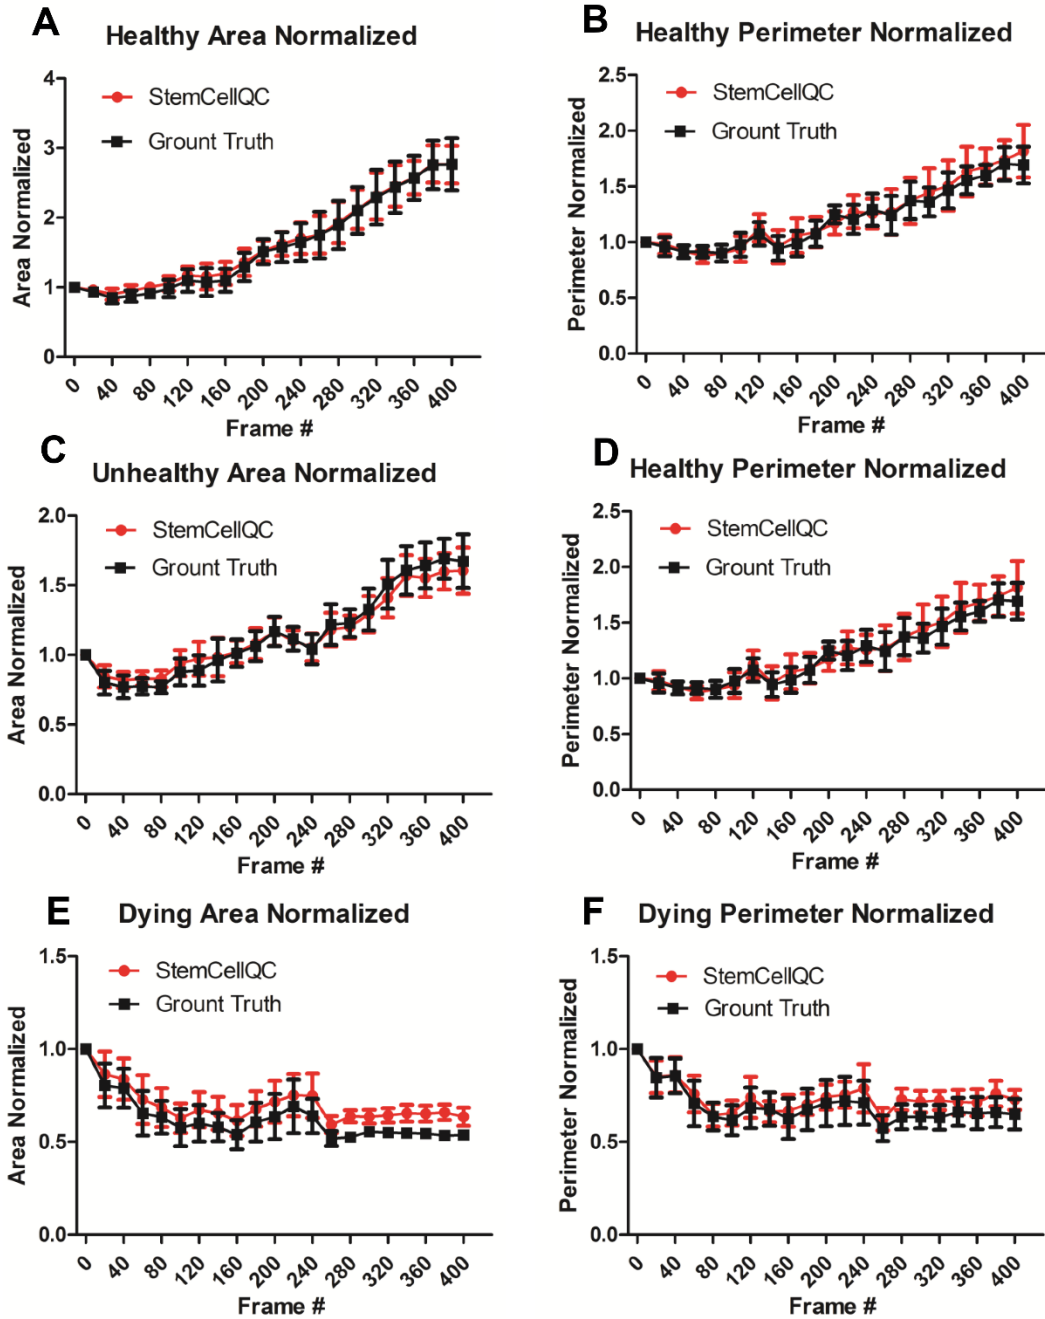 A
Healthy Area Normalized
StemCellQC
Grount Truth
Area Normalized
4
3
2
1
0
0 40 80 120 160 200 240 280 320 360 400
Frame #
B
Healthy Perimeter Normalized
StemCellQC
Grount Truth
Perimeter Normalized
2.5
2.0
1.5
1.0
0.5
0.0
0 40 80 120 160 200 240 280 320 360 400
Frame #
C
Unhealthy Area Normalized
StemCellQC
Grount Truth
Area Normalized
2.0
1.5
1.0
0.5
0.0
0 40 80 120 160 200 240 280 320 360 400
Frame #
D
Healthy Perimeter Normalized
StemCellQC
Grount Truth
Perimeter Normalized
2.5
2.0
1.5
1.0
0.5
0.0
0 40 80 120 160 200 240 280 320 360 400
Frame #
E
Dying Area Normalized
StemCellQC
Grount Truth
Area Normalized
1.5
1.0
0.5
0.0
0 40 80 120 160 200 240 280 320 360 400
Frame #
F
Dying Perimeter Normalized
StemCellQC
Grount Truth
Perimeter Normalized
1.5
1.0
0.5
0.0
0 40 80 120 160 200 240 280 320 360 400
Frame #